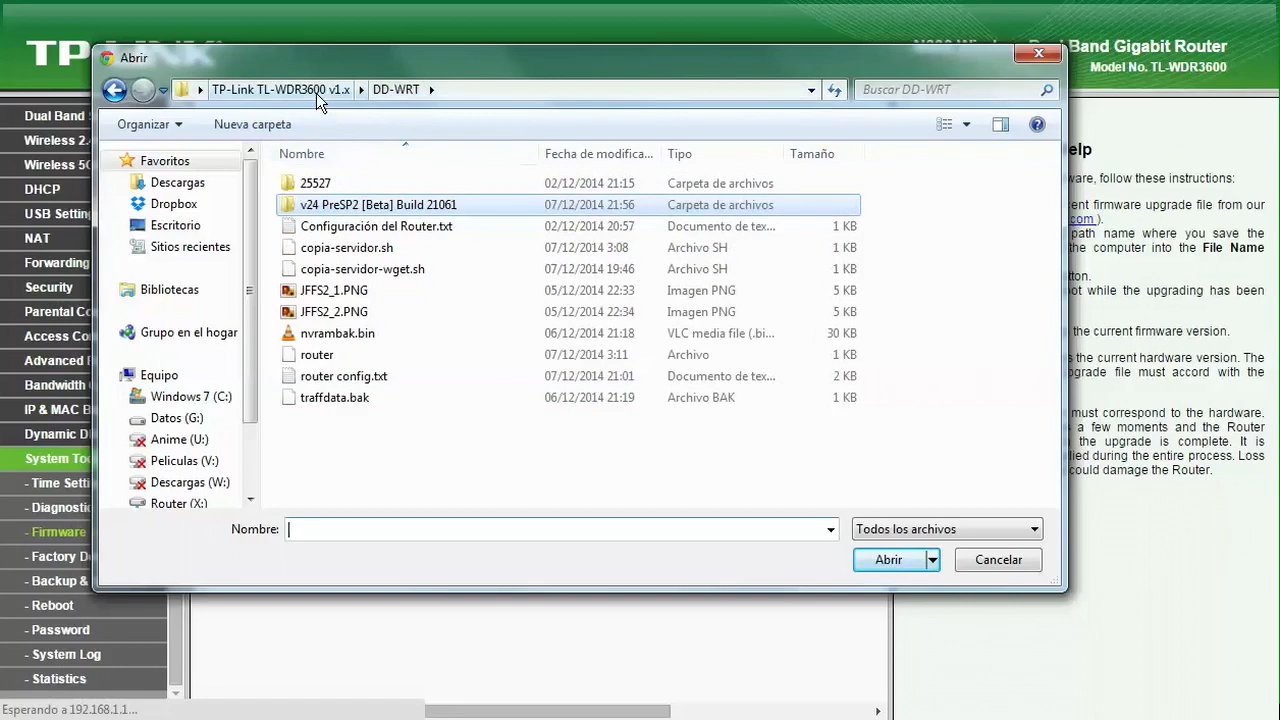 Band Gigabit Router
Model No. TL-WDR3600
Abrir
TP-Link TL-WDR3600 v1.x
DD-WRT
Buscar DD-WRT
Organizar
Nueva carpeta
Nombre
Fecha de modifica...
Tipo
Tamaño
Favoritos
Descargas
Dropbox
Escritorio
Sitios recientes
Bibliotecas
Grupo en el hogar
Equipo
Windows 7 (C:)
Datos (G:)
Anime (U:)
Peliculas (V:)
Descargas (W:)
Router (X:)
25527 02/12/2014 21:15 Carpeta de archivos
v24 PreSP2 [Beta] Build 21061 07/12/2014 21:56 Carpeta de archivos
Configuración del Router.txt 02/12/2014 20:57 Documento de tex... 1 KB
copia-servidor.sh 07/12/2014 3:08 Archivo SH 1 KB
copia-servidor-wget.sh 07/12/2014 19:46 Archivo SH 1 KB
JFFS2_1.PNG 05/12/2014 22:33 Imagen PNG 1 KB
JFFS2_2.PNG 05/12/2014 22:34 Imagen PNG 1 KB
nvrambak.bin 06/12/2014 21:18 VLC media file (.bi... 30 KB
router 07/12/2014 3:11 Archivo 1 KB
router config.txt 07/12/2014 21:01 Documento de tex... 2 KB
traffdata.bak 06/12/2014 21:19 Archivo BAK 1 KB
Nombre:
Todos los archivos
Abrir
Cancelar
Dual Band
Wireless 2.
Wireless 5
DHCP
USB Settin
NAT
Forwarding
Security
Parental Co
Access Con
Advanced
Bandwidth
IP & MAC B
Dynamic D
System Too
- Time Setti
- Diagnostic
- Firmware
- Factory D
- Backup &
- Reboot
- Password
- System Log
- Statistics
Esperando a 192.168.1.1...
elp
ware, follow these instructions:
ent firmware upgrade file from our
.com ).
path name where you save the
the computer into the File Name
tton.
ot while the upgrading has been
the current firmware version.
s the current hardware version. The
grade file must accord with the
must correspond to the hardware.
a few moments and the Router
the upgrade is complete. It is
lied during the entire process. Loss
could damage the Router.